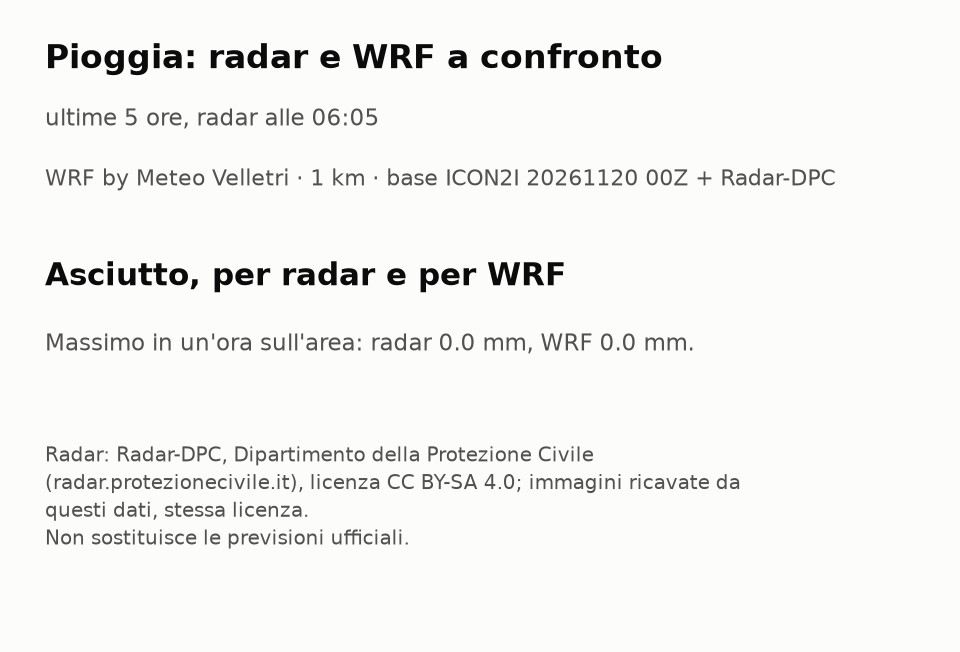 Pioggia: radar e WRF a confronto
ultime 5 ore, radar alle 06:05
WRF by Meteo Velletri · 1 km · base ICON2I 20261120 00Z + Radar-DPC
Asciutto, per radar e per WRF
Massimo in un'ora sull'area: radar 0.0 mm, WRF 0.0 mm.
Radar: Radar-DPC, Dipartimento della Protezione Civile
(radar.protezionecivile.it), licenza CC BY-SA 4.0; immagini ricavate da
questi dati, stessa licenza.
Non sostituisce le previsioni ufficiali.